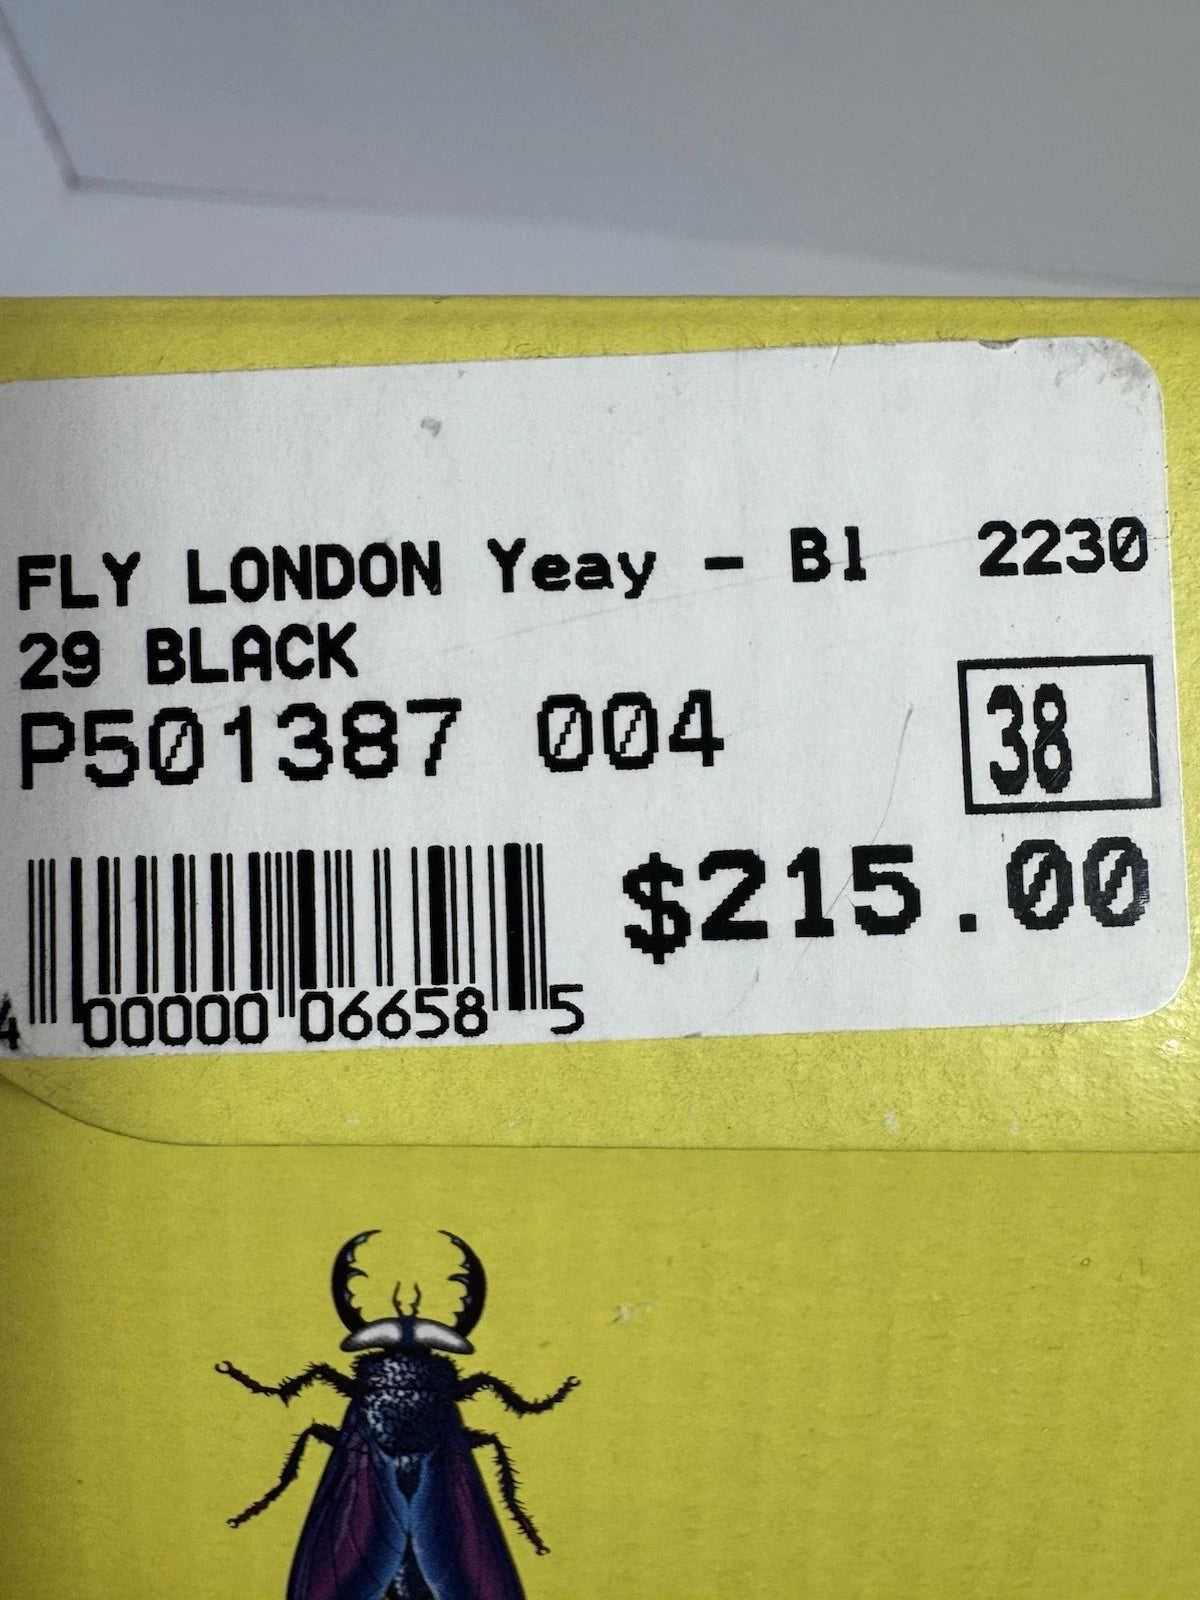 FLY LONDON Yeay - Bl 2230
29 BLACK
P501387 004
38
$215.00
4 00000 06658 5